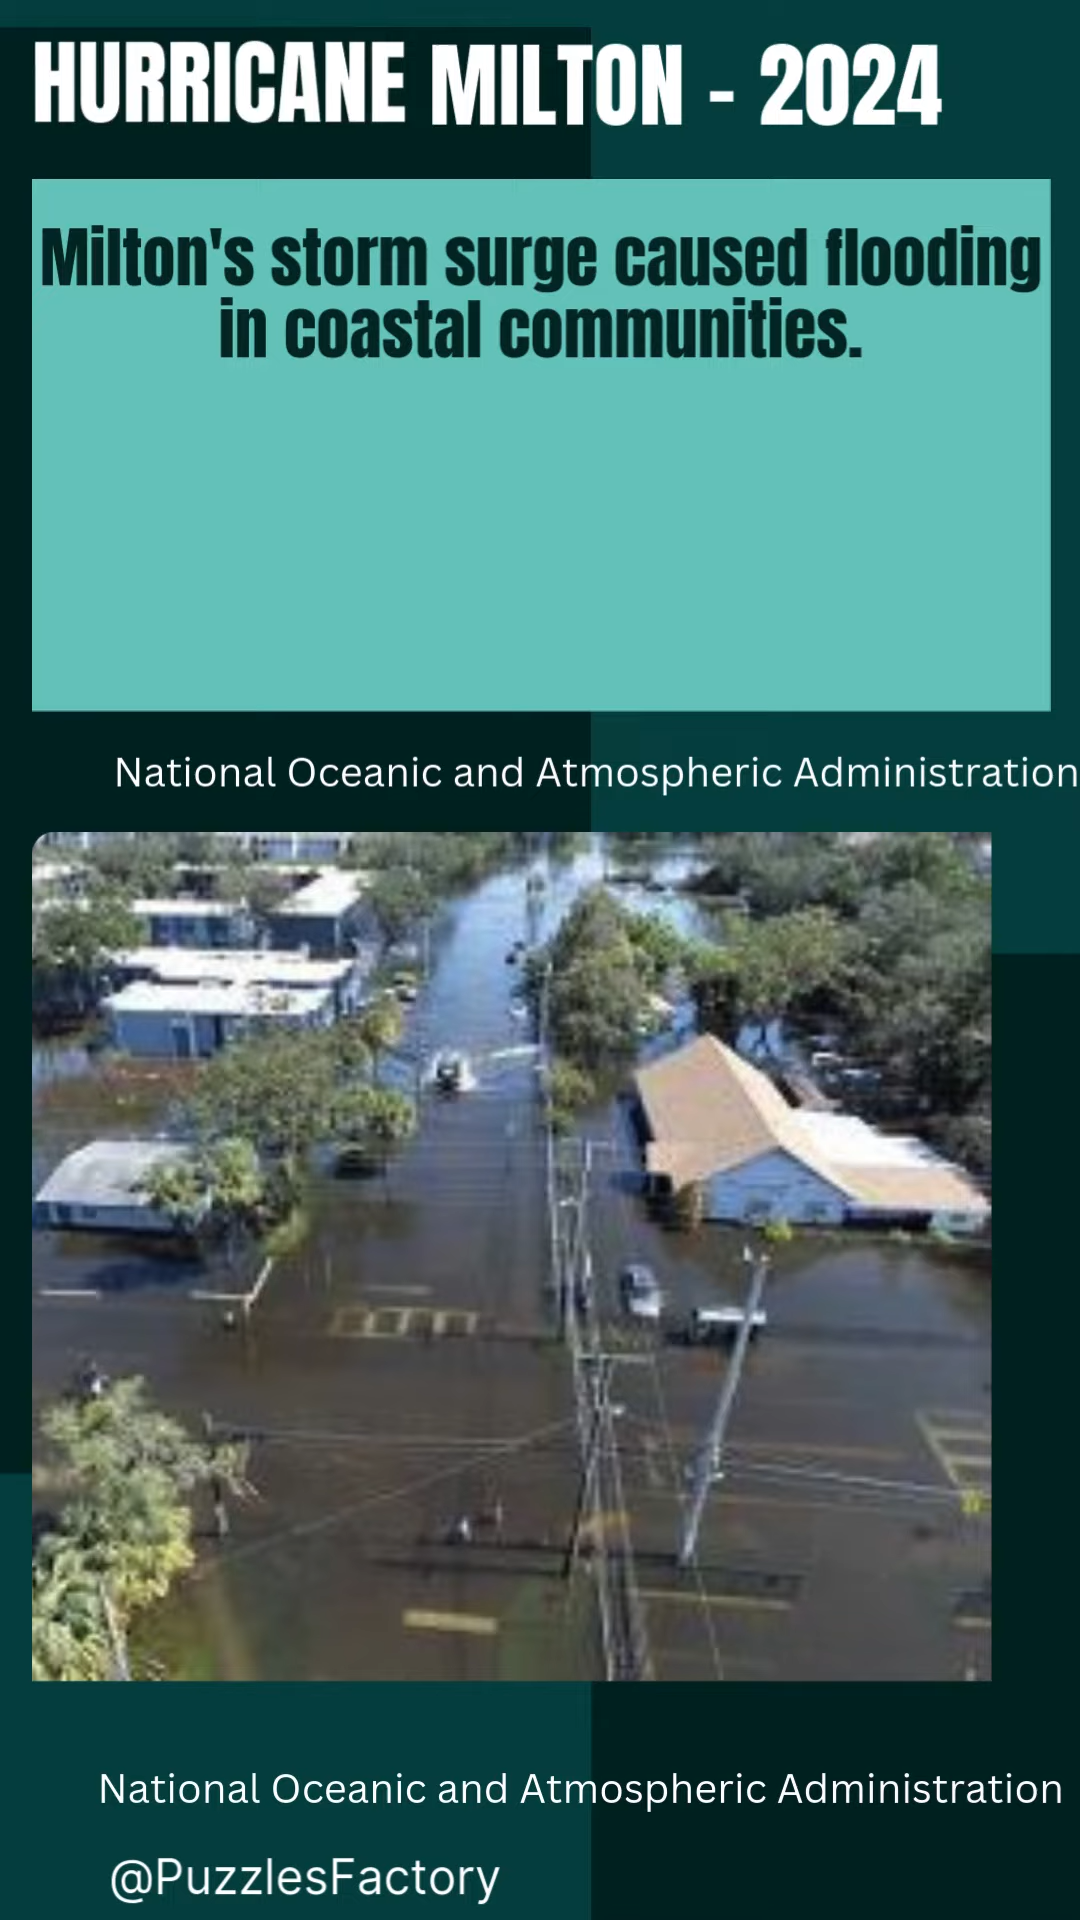 HURRICANE MILTON - 2024
Milton's storm surge caused flooding
in coastal communities.
National Oceanic and Atmospheric Administration
National Oceanic and Atmospheric Administration
@PuzzlesFactory